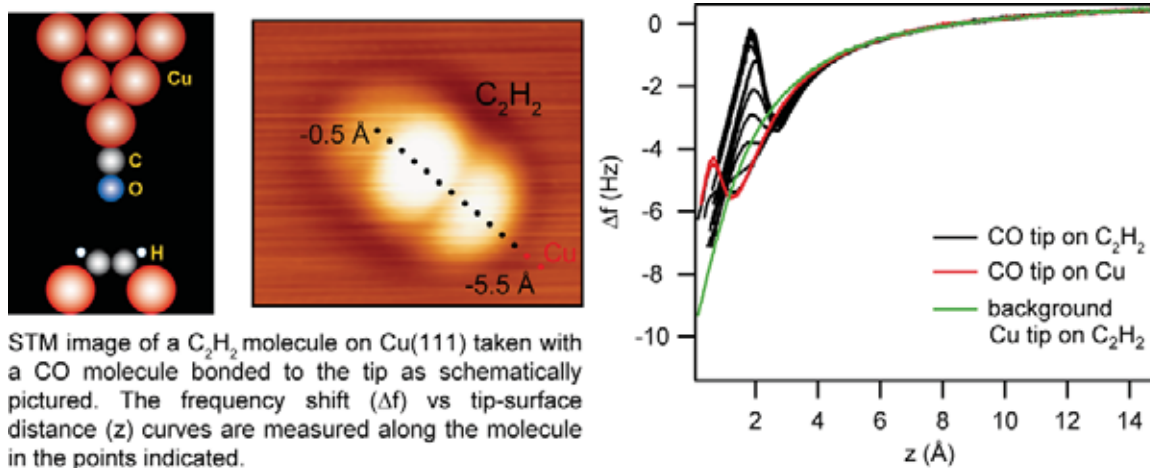 Cu
C
O
H
C₂H₂
-0.5 Å
Cu
-5.5 Å
STM image of a C₂H₂ molecule on Cu(111) taken with
a CO molecule bonded to the tip as schematically
pictured. The frequency shift (Δf) vs tip-surface
distance (z) curves are measured along the molecule
in the points indicated.
Δf (Hz)
0
-2
-4
-6
-8
-10
CO tip on C₂H₂
CO tip on Cu
background
Cu tip on C₂H₂
2 4 6 8 10 12 14
z (Å)